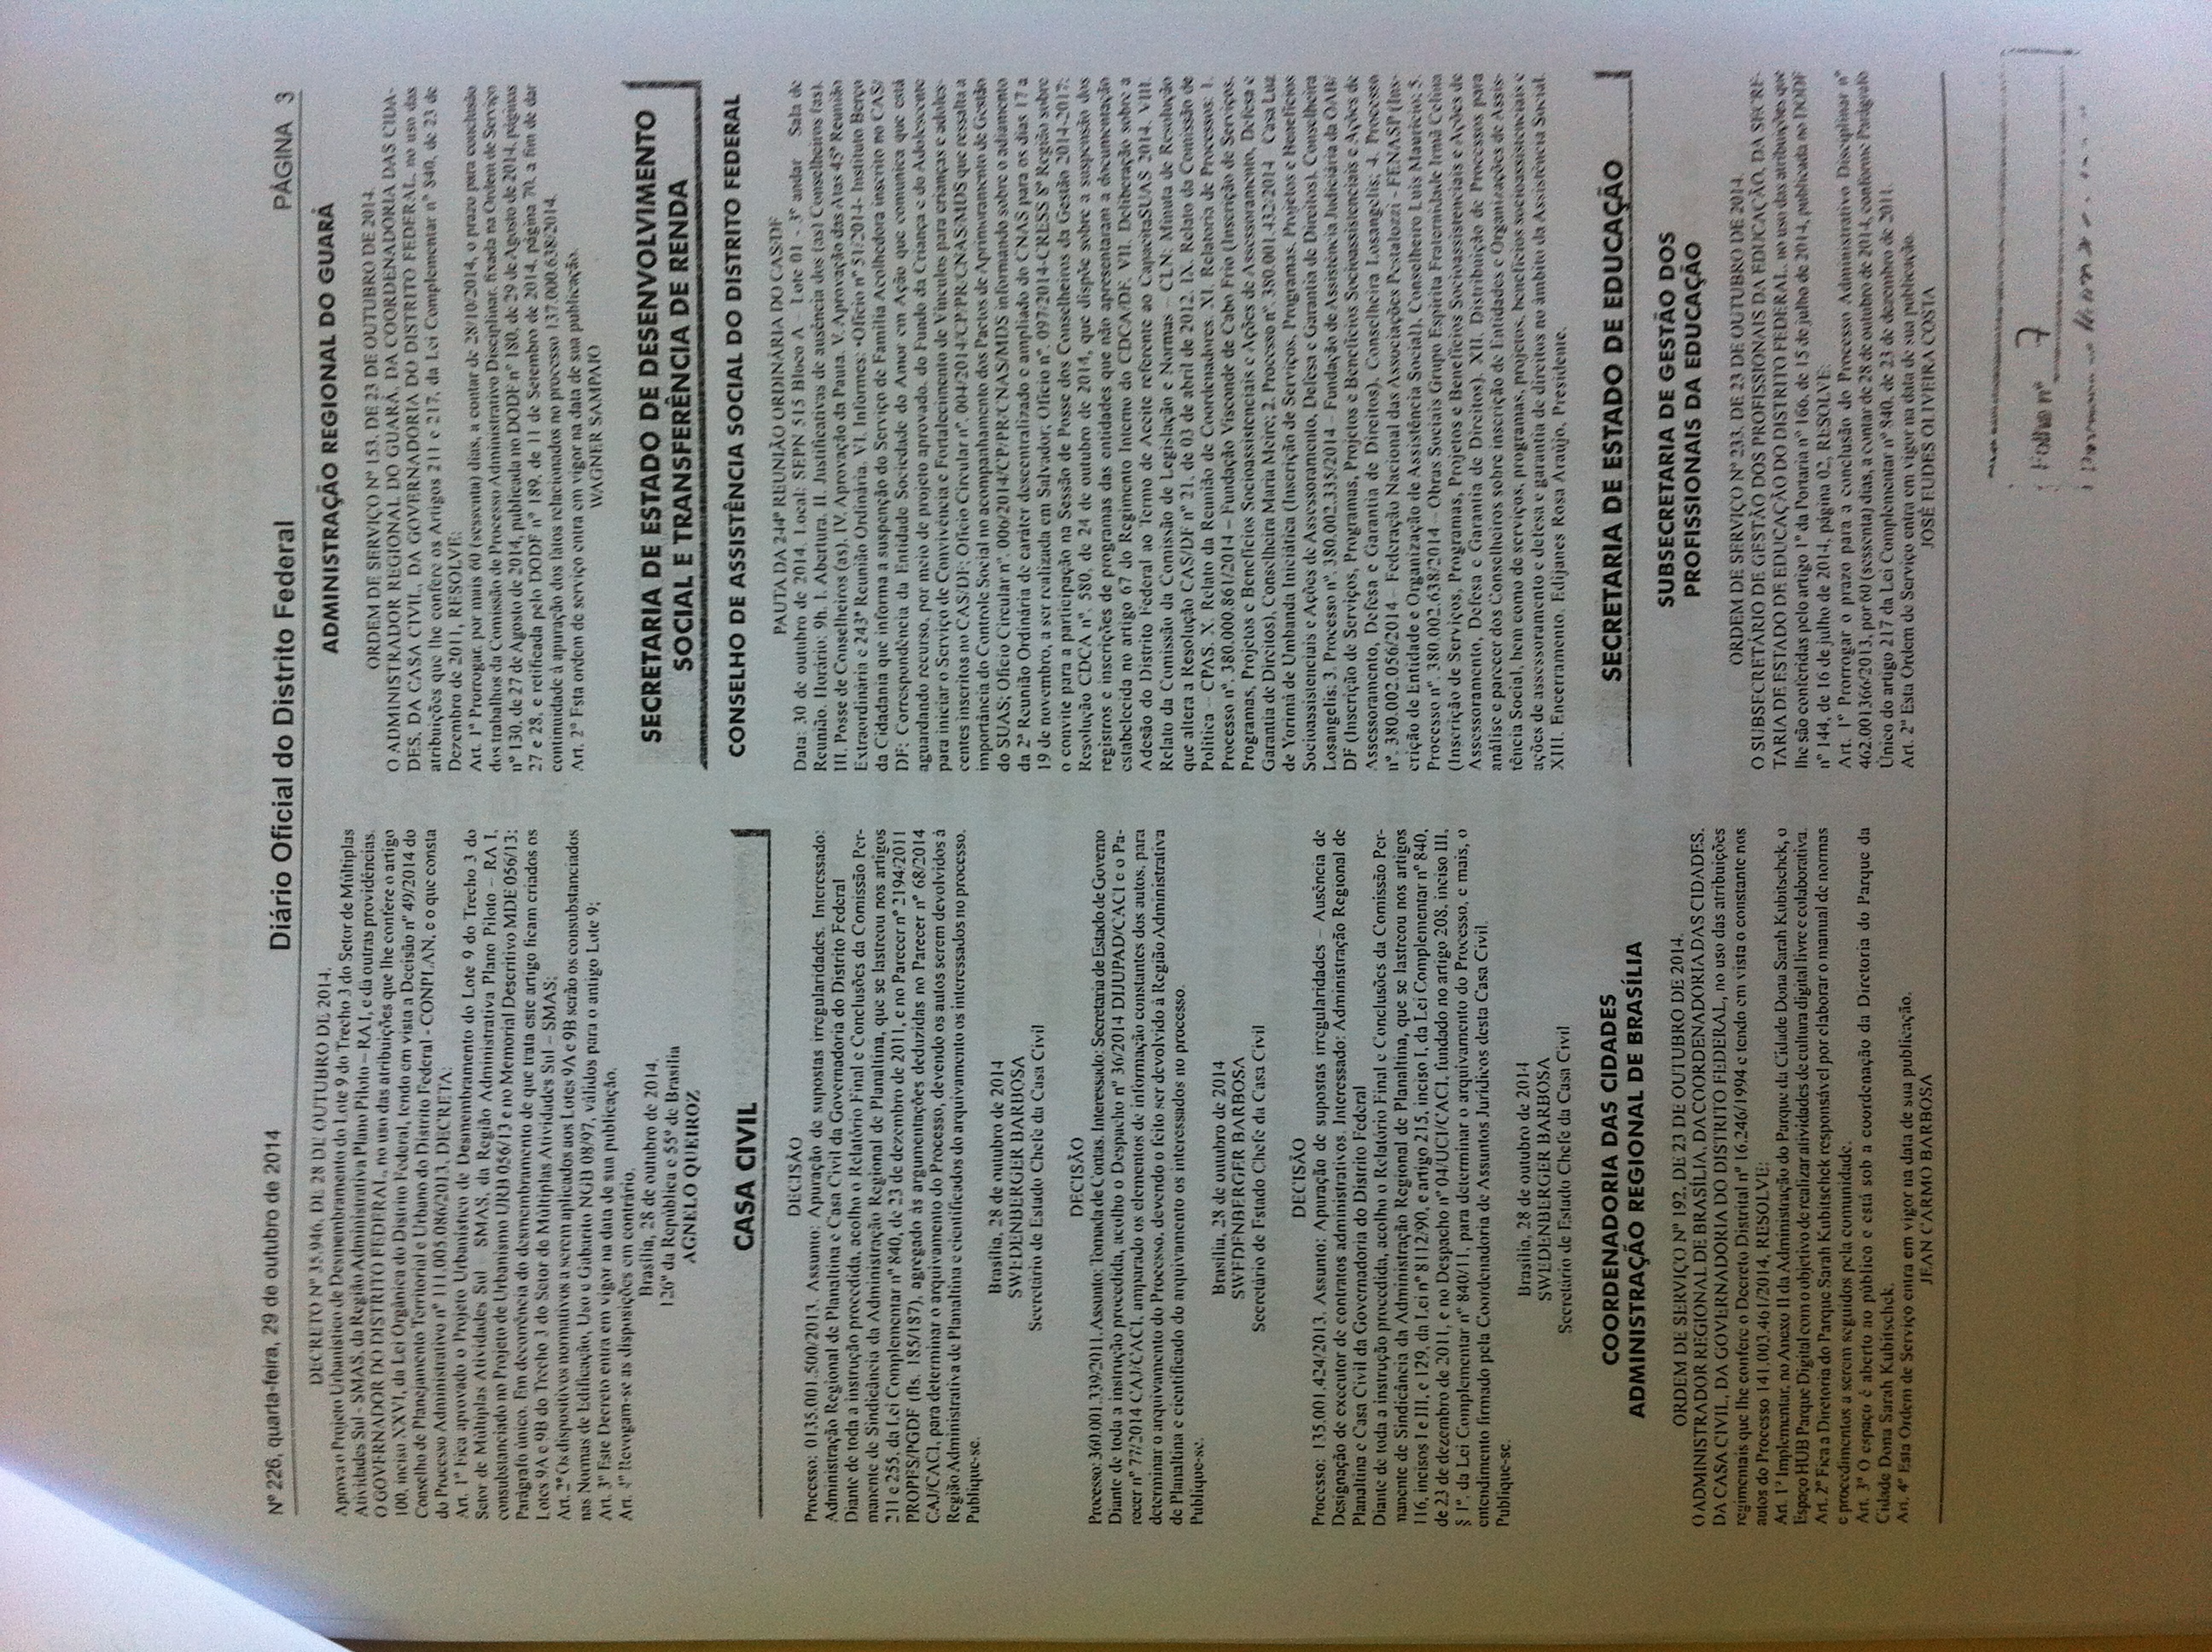 Nº 226, quarta-feira, 29 de outubro de 2014
Diário Oficial do Distrito Federal
PÁGINA 3
DECRETO Nº 35.946, DE 28 DE OUTUBRO DE 2014.
Aprova o Projeto Urbanístico de Desmembramento do Lote 9 do Trecho 3 do Setor de Múltiplas
Atividades Sul - SMAS, da Região Administrativa Plano Piloto – RA I, e dá outras providências.
O GOVERNADOR DO DISTRITO FEDERAL, no uso das atribuições que lhe confere o artigo
100, inciso XXVI, da Lei Orgânica do Distrito Federal, tendo em vista a Decisão nº 49/2014 do
Conselho de Planejamento Territorial e Urbano do Distrito Federal - CONPLAN, e o que consta
do Processo Administrativo nº 111.005.086/2013, DECRETA:
Art. 1º Fica aprovado o Projeto Urbanístico de Desmembramento do Lote 9 do Trecho 3 do
Setor de Múltiplas Atividades Sul – SMAS, da Região Administrativa Plano Piloto – RA I,
consubstanciado no Projeto de Urbanismo URB 056/13 e no Memorial Descritivo MDE 056/13;
Parágrafo único. Em decorrência do desmembramento de que trata este artigo ficam criados os
Lotes 9A e 9B do Trecho 3 do Setor de Múltiplas Atividades Sul – SMAS;
Art. 2º Os dispositivos normativos a serem aplicados aos Lotes 9A e 9B serão os consubstanciados
nas Normas de Edificação, Uso e Gabarito NGB 08/97, válidos para o antigo Lote 9;
Art. 3º Este Decreto entra em vigor na data de sua publicação.
Art. 4º Revogam-se as disposições em contrário.
Brasília, 28 de outubro de 2014.
126º da República e 55º de Brasília
AGNELO QUEIROZ
CASA CIVIL
DECISÃO
Processo: 0135.001.500/2013. Assunto: Apuração de supostas irregularidades. Interessado:
Administração Regional de Planaltina e Casa Civil da Governadoria do Distrito Federal
Diante de toda a instrução procedida, acolho o Relatório Final e Conclusões da Comissão Per-
manente de Sindicância da Administração Regional de Planaltina, que se lastreou nos artigos
211 e 255, da Lei Complementar nº 840, de 23 de dezembro de 2011, e no Parecer nº 2194/2011
PROPES/PGDF (fls. 185/187), agregado às argumentações deduzidas no Parecer nº 68/2014
CAJ/CACI, para determinar o arquivamento do Processo, devendo os autos serem devolvidos à
Região Administrativa de Planaltina e cientificados do arquivamento os interessados no processo.
Publique-se.
Brasília, 28 de outubro de 2014
SWEDENBERGER BARBOSA
Secretário de Estado Chefe da Casa Civil
DECISÃO
Processo: 360.001.339/2011. Assunto: Tomada de Contas. Interessado: Secretaria de Estado de Governo
Diante de toda a instrução procedida, acolho o Despacho nº 36/2014 DIJUPAD/CACI e o Pa-
recer nº 77/2014 CAJ/CACI, amparado os elementos de informação constantes dos autos, para
determinar o arquivamento do Processo, devendo o feito ser devolvido à Região Administrativa
de Planaltina e cientificado do arquivamento os interessados no processo.
Publique-se.
Brasília, 28 de outubro de 2014
SWEDENBERGER BARBOSA
Secretário de Estado Chefe da Casa Civil
DECISÃO
Processo: 135.001.424/2013. Assunto: Apuração de supostas irregularidades – Ausência de
Designação de executor de contratos administrativos. Interessado: Administração Regional de
Planaltina e Casa Civil da Governadoria do Distrito Federal
Diante de toda a instrução procedida, acolho o Relatório Final e Conclusões da Comissão Per-
manente de Sindicância da Administração Regional de Planaltina, que se lastreou nos artigos
116, incisos I e III, e 129, da Lei nº 8112/90, e artigo 215, inciso I, da Lei Complementar nº 840,
de 23 de dezembro de 2011, e no Despacho nº 04/UCI/CACI, fundado no artigo 208, inciso III,
§ 1º, da Lei Complementar nº 840/11, para determinar o arquivamento do Processo, e mais, o
entendimento firmado pela Coordenadoria de Assuntos Jurídicos desta Casa Civil.
Publique-se.
Brasília, 28 de outubro de 2014
SWEDENBERGER BARBOSA
Secretário de Estado Chefe da Casa Civil
COORDENADORIA DAS CIDADES
ADMINISTRAÇÃO REGIONAL DE BRASÍLIA
ORDEM DE SERVIÇO Nº 192, DE 23 DE OUTUBRO DE 2014.
O ADMINISTRADOR REGIONAL DE BRASÍLIA, DA COORDENADORIA DAS CIDADES,
DA CASA CIVIL, DA GOVERNADORIA DO DISTRITO FEDERAL, no uso das atribuições
regimentais que lhe confere o Decreto Distrital nº 16.246/1994 e tendo em vista o constante nos
autos do Processo 141.003.461/2014, RESOLVE:
Art. 1º Implementar, no Anexo II da Administração do Parque da Cidade Dona Sarah Kubitschek, o
Espaço HUB Parque Digital com o objetivo de realizar atividades de cultura digital livre e colaborativa.
Art. 2º Fica a Diretoria do Parque Sarah Kubitschek responsável por elaborar o manual de normas
e procedimentos a serem seguidos pela comunidade.
Art. 3º O espaço é aberto ao público e está sob a coordenação da Diretoria do Parque da
Cidade Dona Sarah Kubitschek.
Art. 4º Esta Ordem de Serviço entra em vigor na data de sua publicação.
JEAN CARMO BARBOSA
ADMINISTRAÇÃO REGIONAL DO GUARÁ
ORDEM DE SERVIÇO Nº 153, DE 23 DE OUTUBRO DE 2014.
O ADMINISTRADOR REGIONAL DO GUARÁ, DA COORDENADORIA DAS CIDA-
DES, DA CASA CIVIL, DA GOVERNADORIA DO DISTRITO FEDERAL, no uso das
atribuições que lhe confere os Artigos 211 e 217, da Lei Complementar nº 840, de 23 de
Dezembro de 2011, RESOLVE:
Art. 1º Prorrogar, por mais 60 (sessenta) dias, a contar de 28/10/2014, o prazo para conclusão
dos trabalhos da Comissão de Processo Administrativo Disciplinar, fixada na Ordem de Serviço
nº 130, de 27 de Agosto de 2014, publicada no DODF nº 180, de 29 de Agosto de 2014, páginas
27 e 28, e retificada pelo DODF nº 189, de 11 de Setembro de 2014, página 70, a fim de dar
continuidade à apuração dos fatos relacionados no processo 137.000.638/2014.
Art. 2º Esta ordem de serviço entra em vigor na data de sua publicação.
WAGNER SAMPAIO
SECRETARIA DE ESTADO DE DESENVOLVIMENTO
SOCIAL E TRANSFERÊNCIA DE RENDA
CONSELHO DE ASSISTÊNCIA SOCIAL DO DISTRITO FEDERAL
PAUTA DA 244ª REUNIÃO ORDINÁRIA DO CAS/DF
Data: 30 de outubro de 2014. Local: SEPN 515 Bloco A – Lote 01 - 3º andar – Sala de
Reunião. Horário: 9h. I. Abertura. II. Justificativas de ausência dos (as) Conselheiros (as).
III. Posse de Conselheiros (as). IV. Aprovação da Pauta. V. Aprovação das Atas 45ª Reunião
Extraordinária e 243ª Reunião Ordinária. VI. Informes: •Ofício nº 51/2014- Instituto Berço
da Cidadania que informa a suspenção do Serviço de Família Acolhedora inscrito no CAS/
DF; Correspondência da Entidade Sociedade do Amor em Ação que comunica que está
aguardando recurso, por meio de projeto aprovado, do Fundo da Criança e do Adolescente
para iniciar o Serviço de Convivência e Fortalecimento de Vínculos para crianças e adoles-
centes inscritos no CAS/DF; Ofício Circular nº. 004/2014/CP/PR/CNAS/MDS que ressalta a
importância do Controle Social no acompanhamento dos Pactos de Aprimoramento de Gestão
do SUAS; Ofício Circular nº. 006/2014/CP/PR/CNAS/MDS informando sobre o adiamento
da 2ª Reunião Ordinária de caráter descentralizado e ampliado do CNAS para os dias 17 a
19 de novembro, a ser realizada em Salvador; Ofício nº. 097/2014-CRESS 8ª Região sobre
o convite para a participação na Sessão de Posse dos Conselheiros da Gestão 2014-2017;
Resolução CDCA nº. 580, de 24 de outubro de 2014, que dispõe sobre a suspensão dos
registros e inscrições de programas das entidades que não apresentaram a documentação
estabelecida no artigo 67 do Regimento Interno do CDCA/DF. VII. Deliberação sobre a
Adesão do Distrito Federal ao Termo de Aceite referente ao CapacitaSUAS 2014. VIII.
Relato da Comissão da Comissão de Legislação e Normas – CLN: Minuta de Resolução
que altera a Resolução CAS/DF nº 21, de 03 de abril de 2012. IX. Relato da Comissão de
Política – CPAS. X. Relato da Reunião de Coordenadores. XI. Relatoria de Processos: 1.
Processo nº. 380.000.861/2014 – Fundação Visconde de Cabo Frio (Inscrição de Serviços,
Programas, Projetos e Benefícios Socioassistenciais e Ações de Assessoramento, Defesa e
Garantia de Direitos), Conselheira Maria Meire; 2. Processo nº. 380.001.432/2014 – Casa Luz
de Yorimá de Umbanda Iniciática (Inscrição de Serviços, Programas, Projetos e Benefícios
Socioassistenciais e Ações de Assessoramento, Defesa e Garantia de Direitos), Conselheira
Losangelis; 3. Processo nº. 380.002.335/2014 – Fundação de Assistência Judiciária da OAB/
DF (Inscrição de Serviços, Programas, Projetos e Benefícios Socioassistenciais e Ações de
Assessoramento, Defesa e Garantia de Direitos), Conselheira Losangelis; 4. Processo
nº. 380.002.056/2014 – Federação Nacional das Associações Pestalozzi - FENASP (Ins-
crição de Entidade e Organização de Assistência Social), Conselheiro Luis Maurício; 5.
Processo nº. 380.002.638/2014 – Obras Sociais Grupo Espírita Fraternidade Irmã Celina
(Inscrição de Serviços, Programas, Projetos e Benefícios Socioassistenciais e Ações de
Assessoramento, Defesa e Garantia de Direitos). XII. Distribuição de Processos para
análise e parecer dos Conselheiros sobre inscrição de Entidades e Organizações de Assis-
tência Social, bem como de serviços, programas, projetos, benefícios socioassistenciais e
ações de assessoramento e defesa e garantia de direitos no âmbito da Assistência Social.
XIII. Encerramento. Edijanes Rosa Araújo, Presidente.
SECRETARIA DE ESTADO DE EDUCAÇÃO
SUBSECRETARIA DE GESTÃO DOS
PROFISSIONAIS DA EDUCAÇÃO
ORDEM DE SERVIÇO Nº 233, DE 23 DE OUTUBRO DE 2014.
O SUBSECRETÁRIO DE GESTÃO DOS PROFISSIONAIS DA EDUCAÇÃO, DA SECRE-
TARIA DE ESTADO DE EDUCAÇÃO DO DISTRITO FEDERAL, no uso das atribuições que
lhe são conferidas pelo artigo 1º da Portaria nº 166, de 15 de julho de 2014, publicada no DODF
nº 144, de 16 de julho de 2014, página 02, RESOLVE:
Art. 1º Prorrogar o prazo para a conclusão do Processo Administrativo Disciplinar nº
462.001366/2013, por 60 (sessenta) dias, a contar de 28 de outubro de 2014, conforme Parágrafo
Único do artigo 217 da Lei Complementar nº 840, de 23 de dezembro de 2011.
Art. 2º Esta Ordem de Serviço entra em vigor na data de sua publicação.
JOSÉ EUDES OLIVEIRA COSTA
Folha nº 7